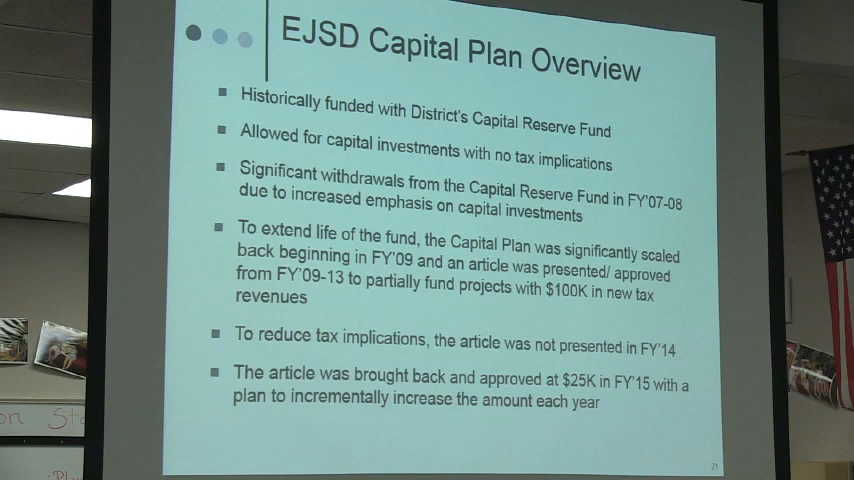 EJSD Capital Plan Overview
Historically funded with District's Capital Reserve Fund
Allowed for capital investments with no tax implications
Significant withdrawals from the Capital Reserve Fund in FY'07-08
due to increased emphasis on capital investments
To extend life of the fund, the Capital Plan was significantly scaled
back beginning in FY'09 and an article was presented/ approved
from FY'09-13 to partially fund projects with $100K in new tax
revenues
To reduce tax implications, the article was not presented in FY'14
The article was brought back and approved at $25K in FY'15 with a
plan to incrementally increase the amount each year
21